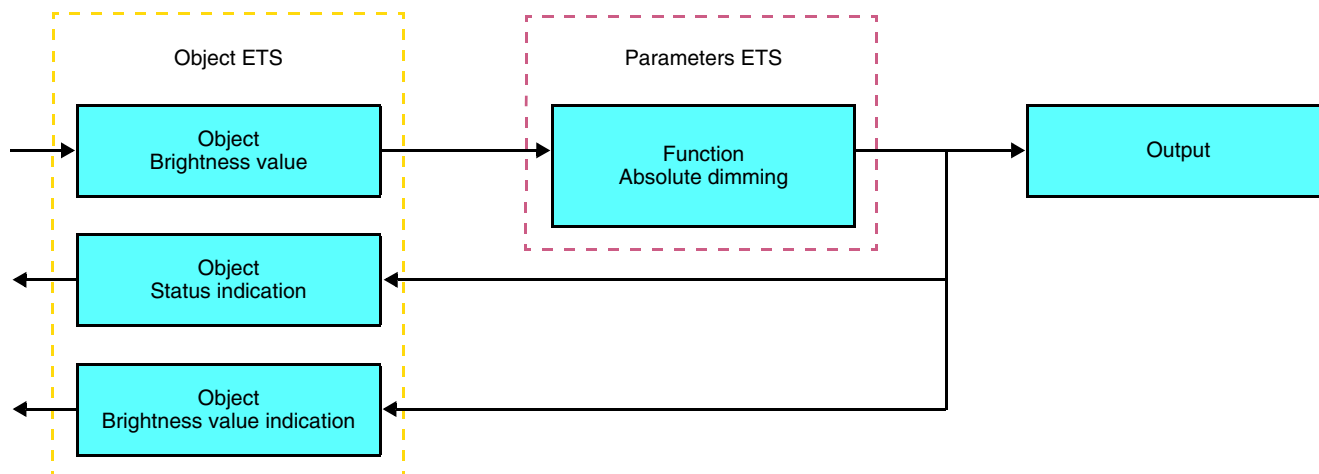 Object ETS
Parameters ETS
Object
Brightness value
Function
Absolute dimming
Output
Object
Status indication
Object
Brightness value indication